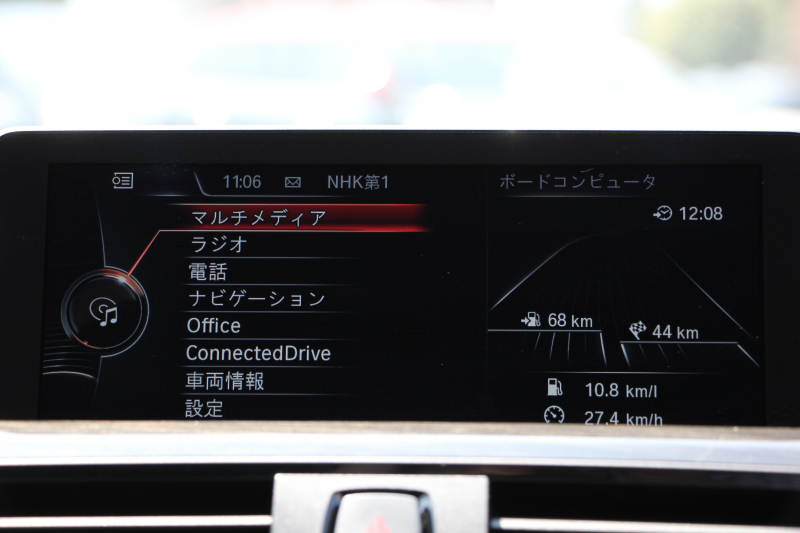 11:06 NHK第1
マルチメディア
ラジオ
電話
ナビゲーション
Office
ConnectedDrive
車両情報
設定
ボードコンピュータ
12:08
68 km
44 km
10.8 km/l
27.4 km/h